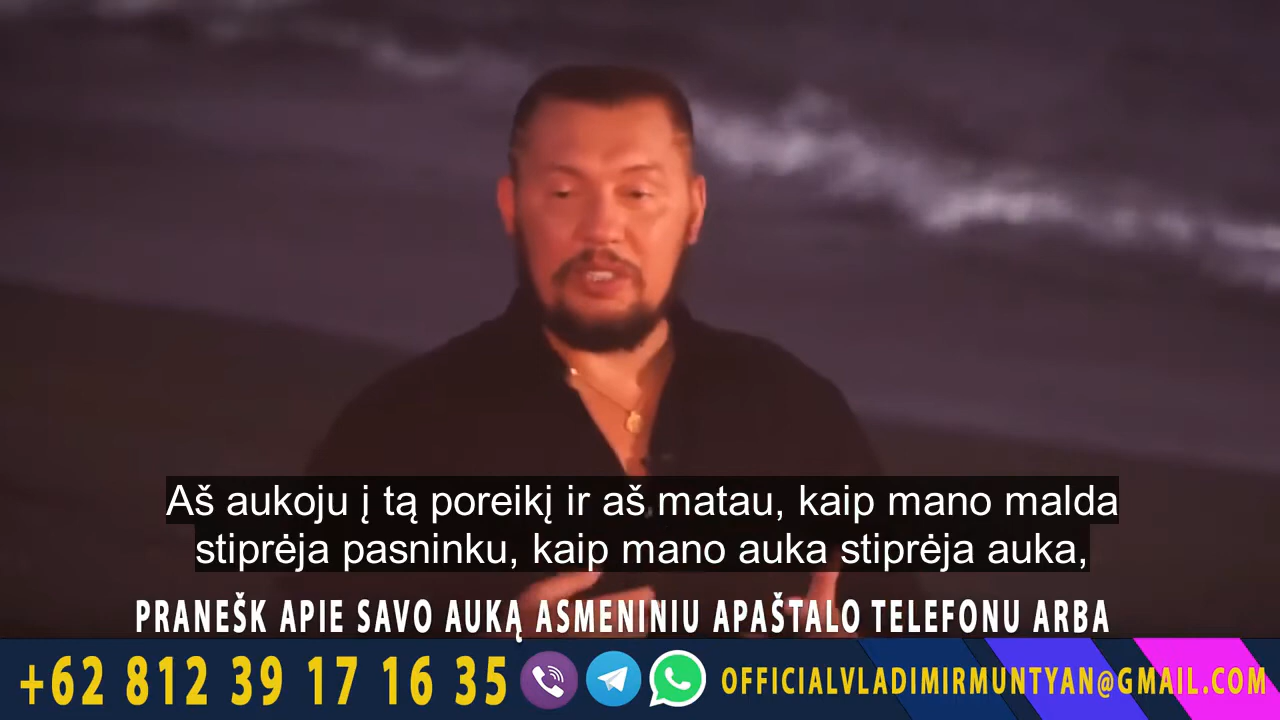 Aš aukoju į tą poreikį ir aš matau, kaip mano malda
stiprėja pasninku, kaip mano auka stiprėja auka,
PRANEŠK APIE SAVO AUKĄ ASMENINIU APAŠTALO TELEFONU ARBA
+62 812 39 17 16 35 OFFICIALVLADIMIRMUNTYAN@GMAIL.COM